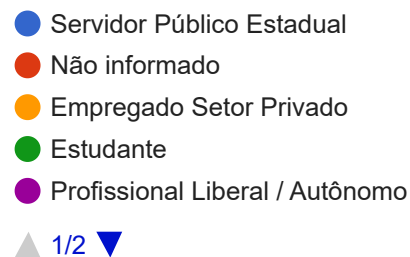 Servidor Público Estadual
Não informado
Empregado Setor Privado
Estudante
Profissional Liberal / Autônomo
1/2